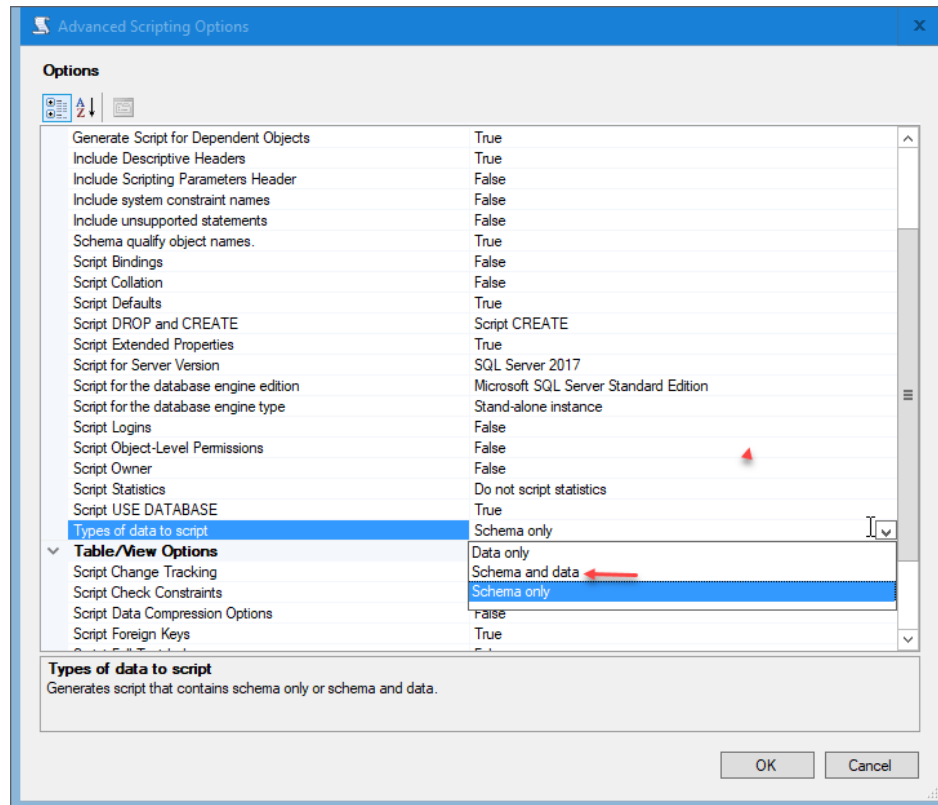 Advanced Scripting Options
Options
Generate Script for Dependent Objects True
Include Descriptive Headers True
Include Scripting Parameters Header False
Include system constraint names False
Include unsupported statements False
Schema qualify object names. True
Script Bindings False
Script Collation False
Script Defaults True
Script DROP and CREATE Script CREATE
Script Extended Properties True
Script for Server Version SQL Server 2017
Script for the database engine edition Microsoft SQL Server Standard Edition
Script for the database engine type Stand-alone instance
Script Logins False
Script Object-Level Permissions False
Script Owner False
Script Statistics Do not script statistics
Script USE DATABASE True
Types of data to script Schema only
Table/View Options Data only
Script Change Tracking Schema and data
Script Check Constraints Schema only
Script Data Compression Options False
Script Foreign Keys True
Types of data to script
Generates script that contains schema only or schema and data.
OK Cancel